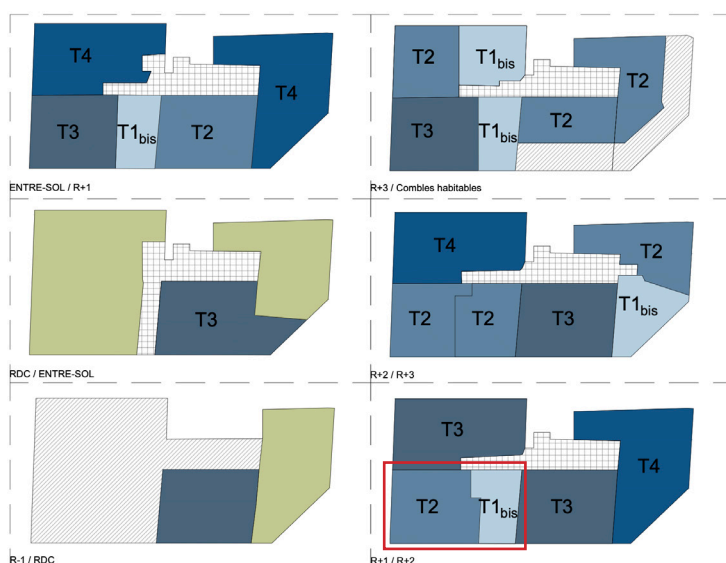 T4
T4
T3
T1bis
T2
ENTRE-SOL / R+1
T2
T1bis
T2
T3
T1bis
T2
R+3 / Combles habitables
T3
RDC / ENTRE-SOL
T4
T2
T2
T2
T3
T1bis
R+2 / R+3
R-1 / RDC
T3
T4
T2
T1bis
T3
R+1 / R+2